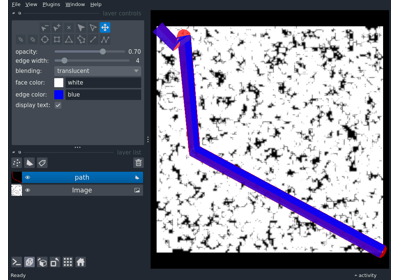 File View Plugins Window Help
layer controls
opacity: 0.70
edge width: 4
blending: translucent
face color: white
edge color: blue
display text:
layer list
path
Image
Ready
activity